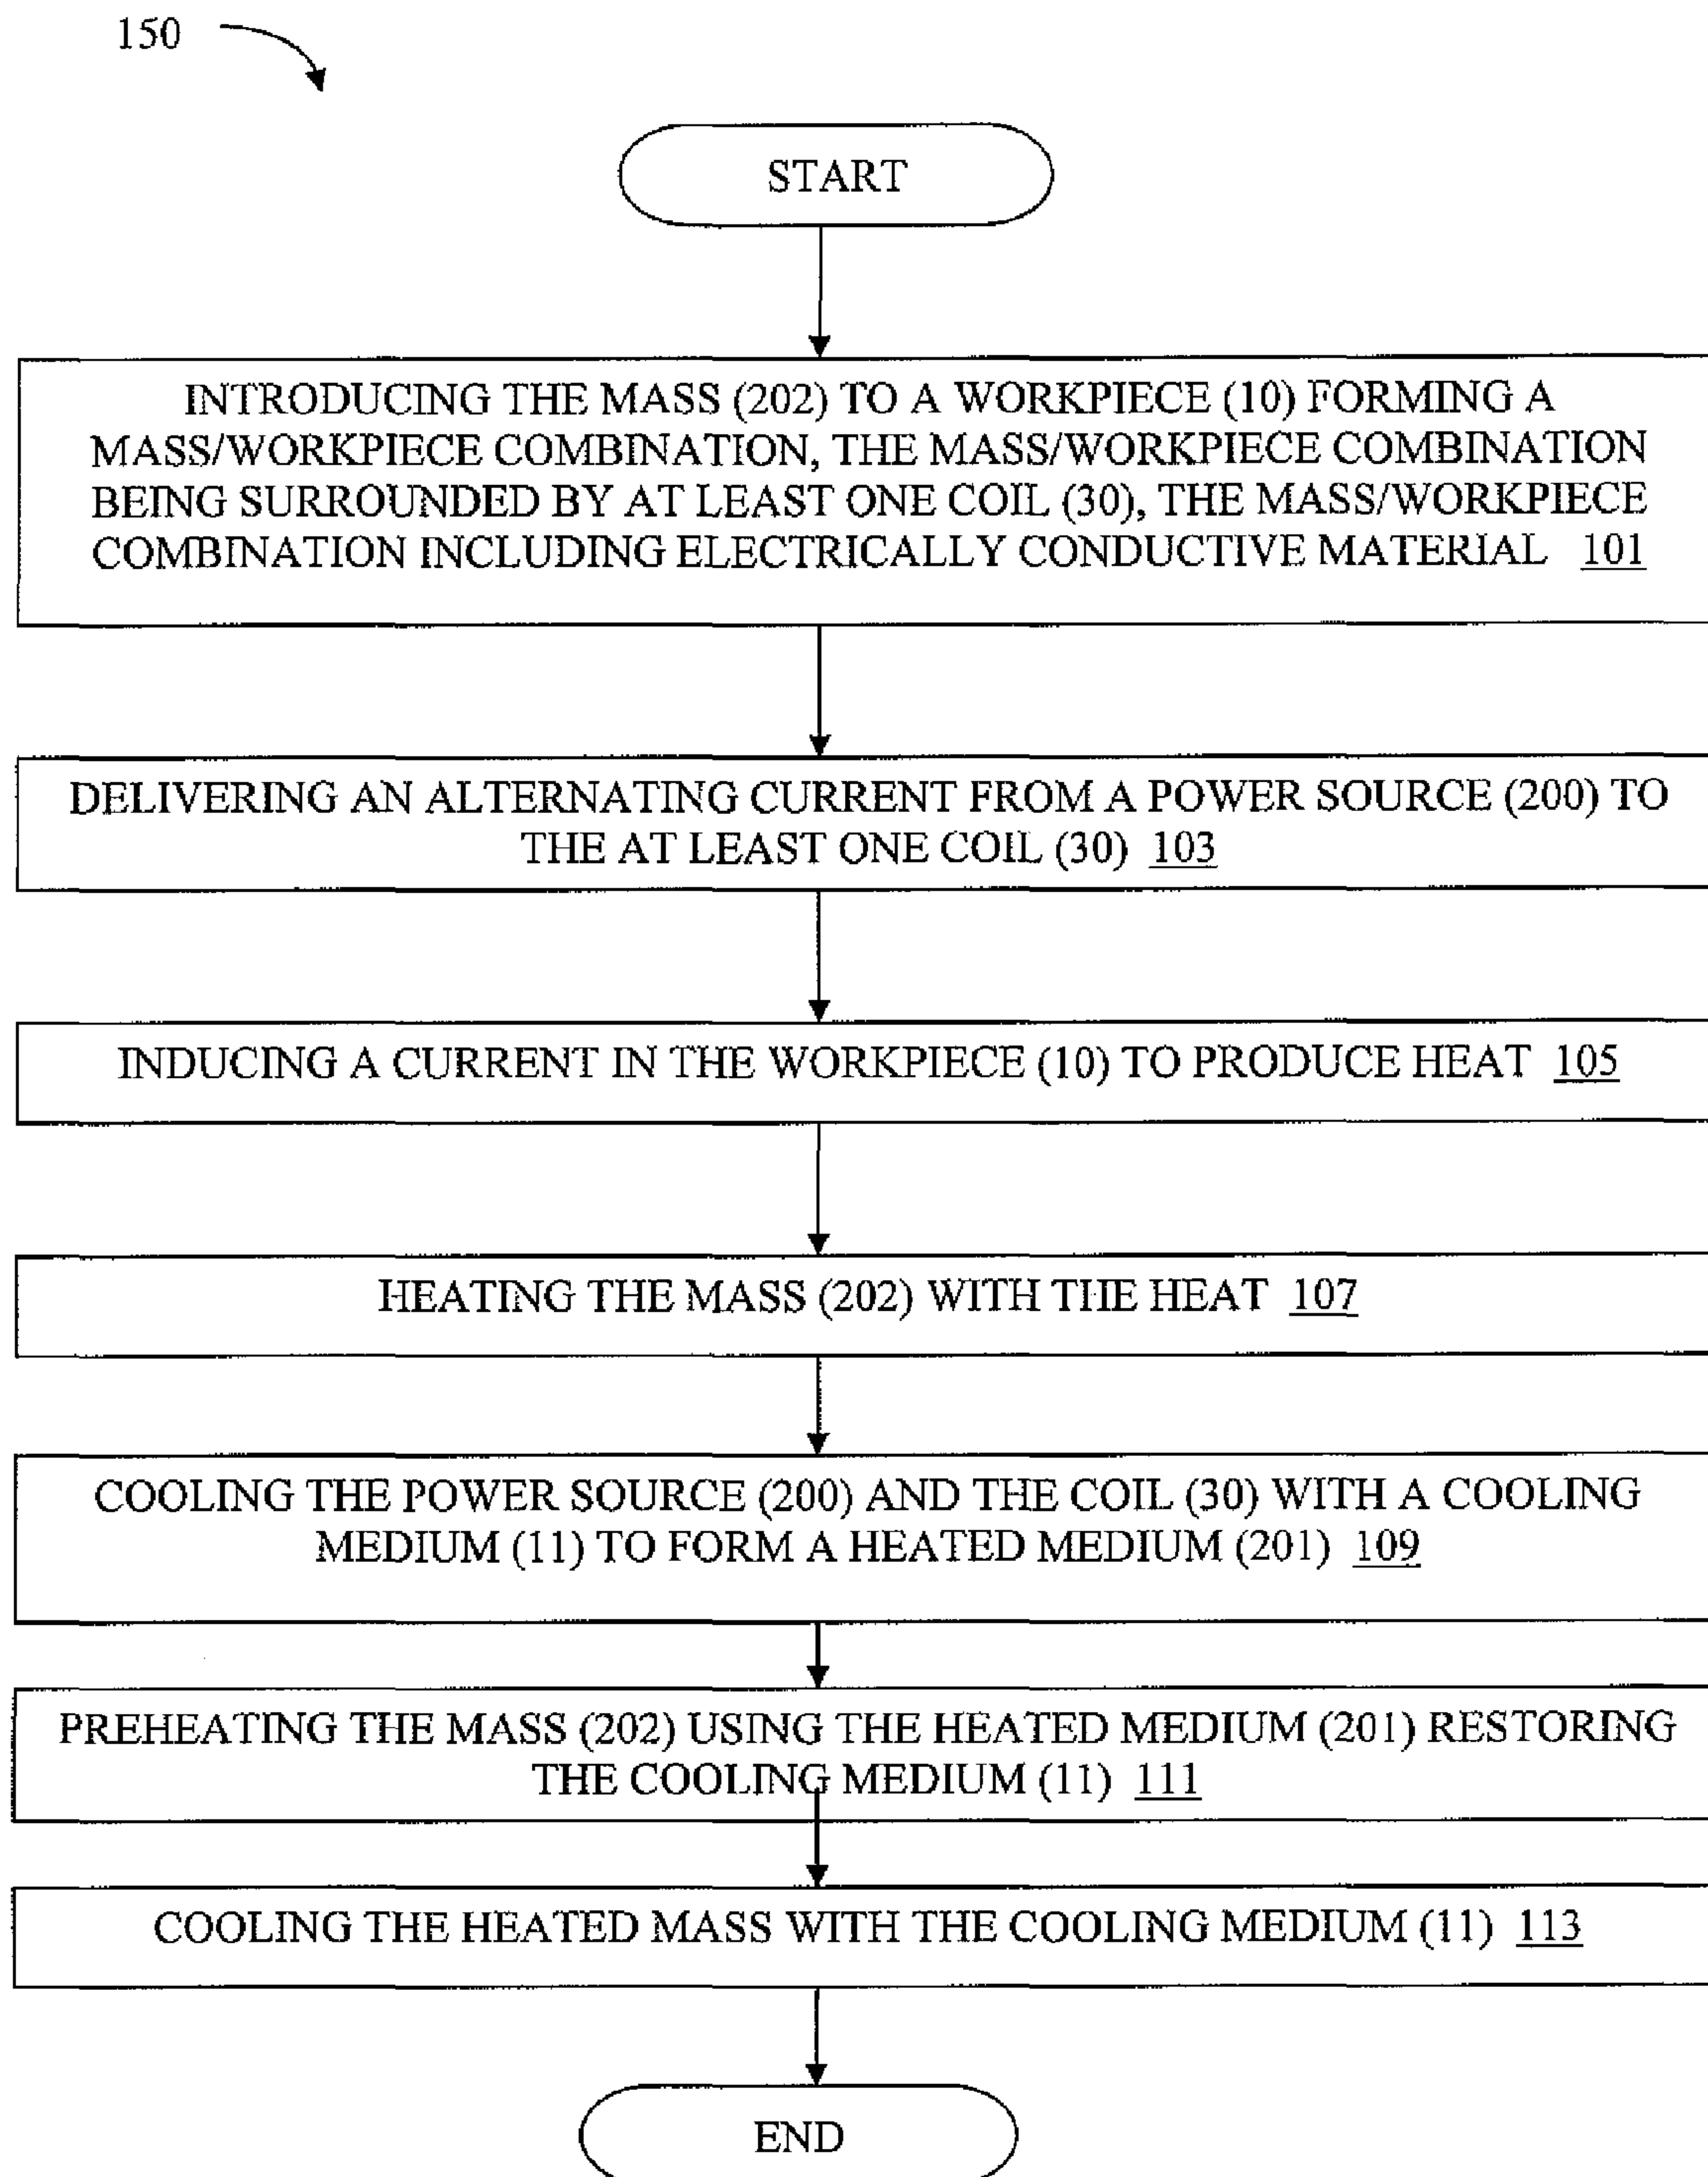 150
START
INTRODUCING THE MASS (202) TO A WORKPIECE (10) FORMING A
MASS/WORKPIECE COMBINATION, THE MASS/WORKPIECE COMBINATION
BEING SURROUNDED BY AT LEAST ONE COIL (30), THE MASS/WORKPIECE
COMBINATION INCLUDING ELECTRICALLY CONDUCTIVE MATERIAL 101
DELIVERING AN ALTERNATING CURRENT FROM A POWER SOURCE (200) TO
THE AT LEAST ONE COIL (30) 103
INDUCING A CURRENT IN THE WORKPIECE (10) TO PRODUCE HEAT 105
HEATING THE MASS (202) WITH THE HEAT 107
COOLING THE POWER SOURCE (200) AND THE COIL (30) WITH A COOLING
MEDIUM (11) TO FORM A HEATED MEDIUM (201) 109
PREHEATING THE MASS (202) USING THE HEATED MEDIUM (201) RESTORING
THE COOLING MEDIUM (11) 111
COOLING THE HEATED MASS WITH THE COOLING MEDIUM (11) 113
END